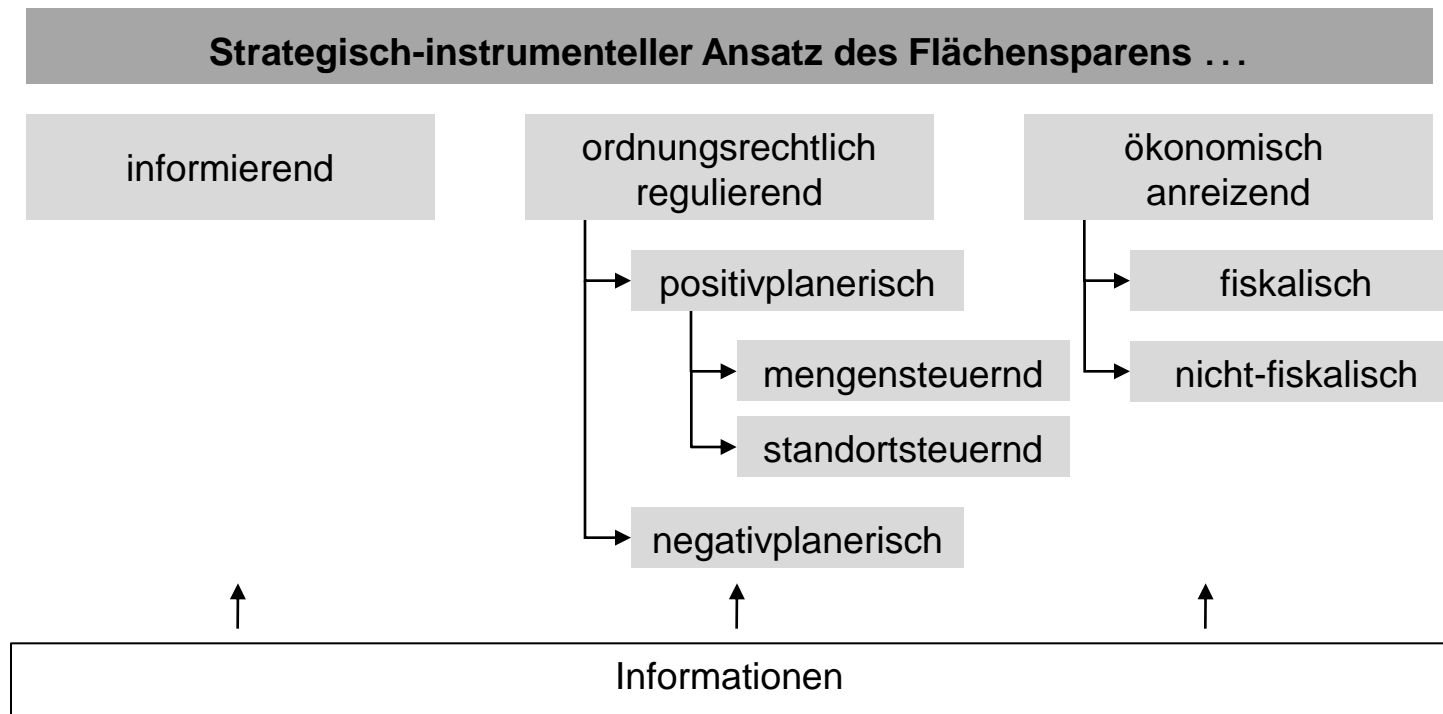 Strategisch-instrumenteller Ansatz des Flächensparens …
informierend
ordnungsrechtlich
regulierend
positivplanerisch
mengensteuernd
standortsteuernd
negativplanerisch
ökonomisch
anreizend
fiskalisch
nicht-fiskalisch
Informationen